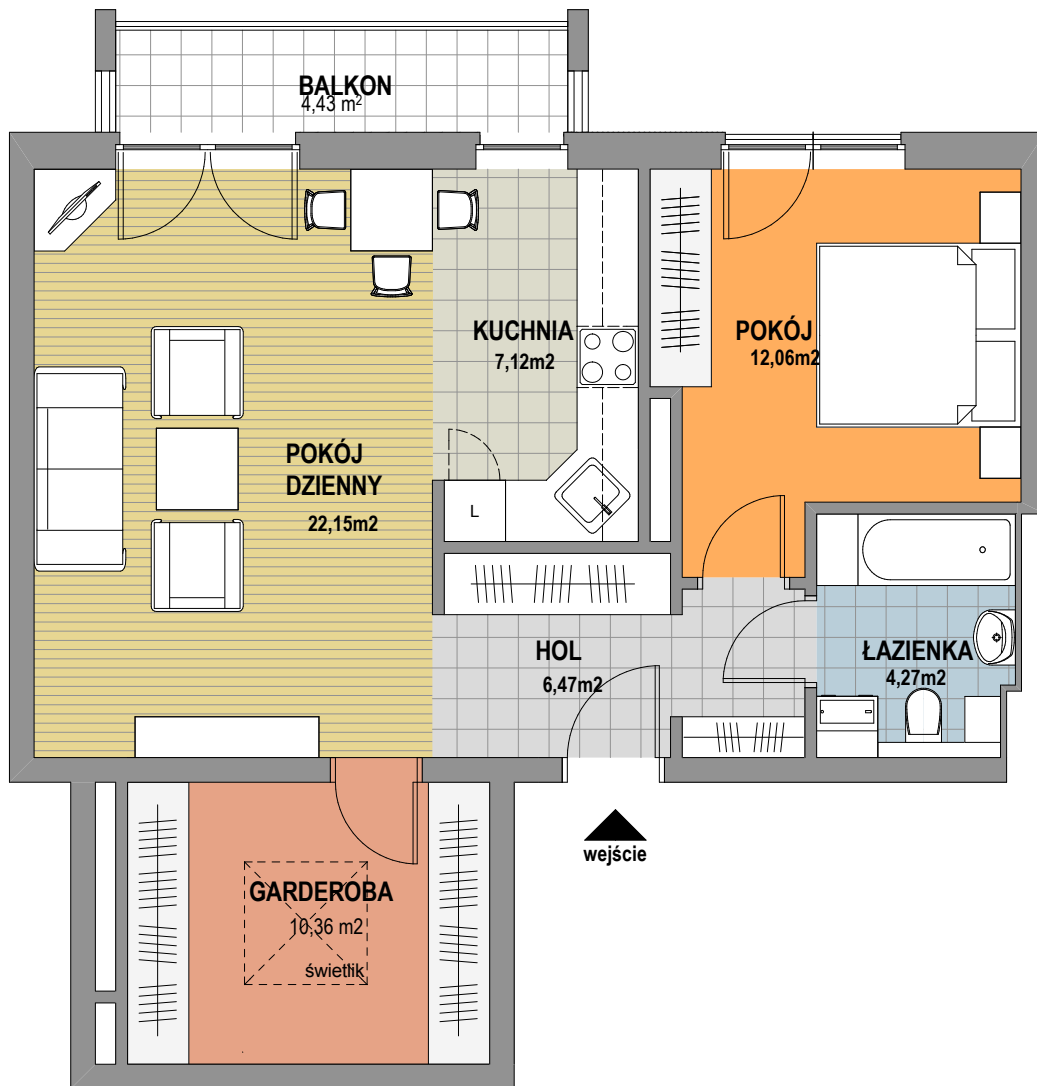 BALKON
4,43 m²
KUCHNIA
7,12m2
POKÓJ
12,06m2
POKÓJ
DZIENNY
22,15m2
L
HOL
6,47m2
ŁAZIENKA
4,27m2
wejście
GARDEROBA
10,36 m2
świetlik